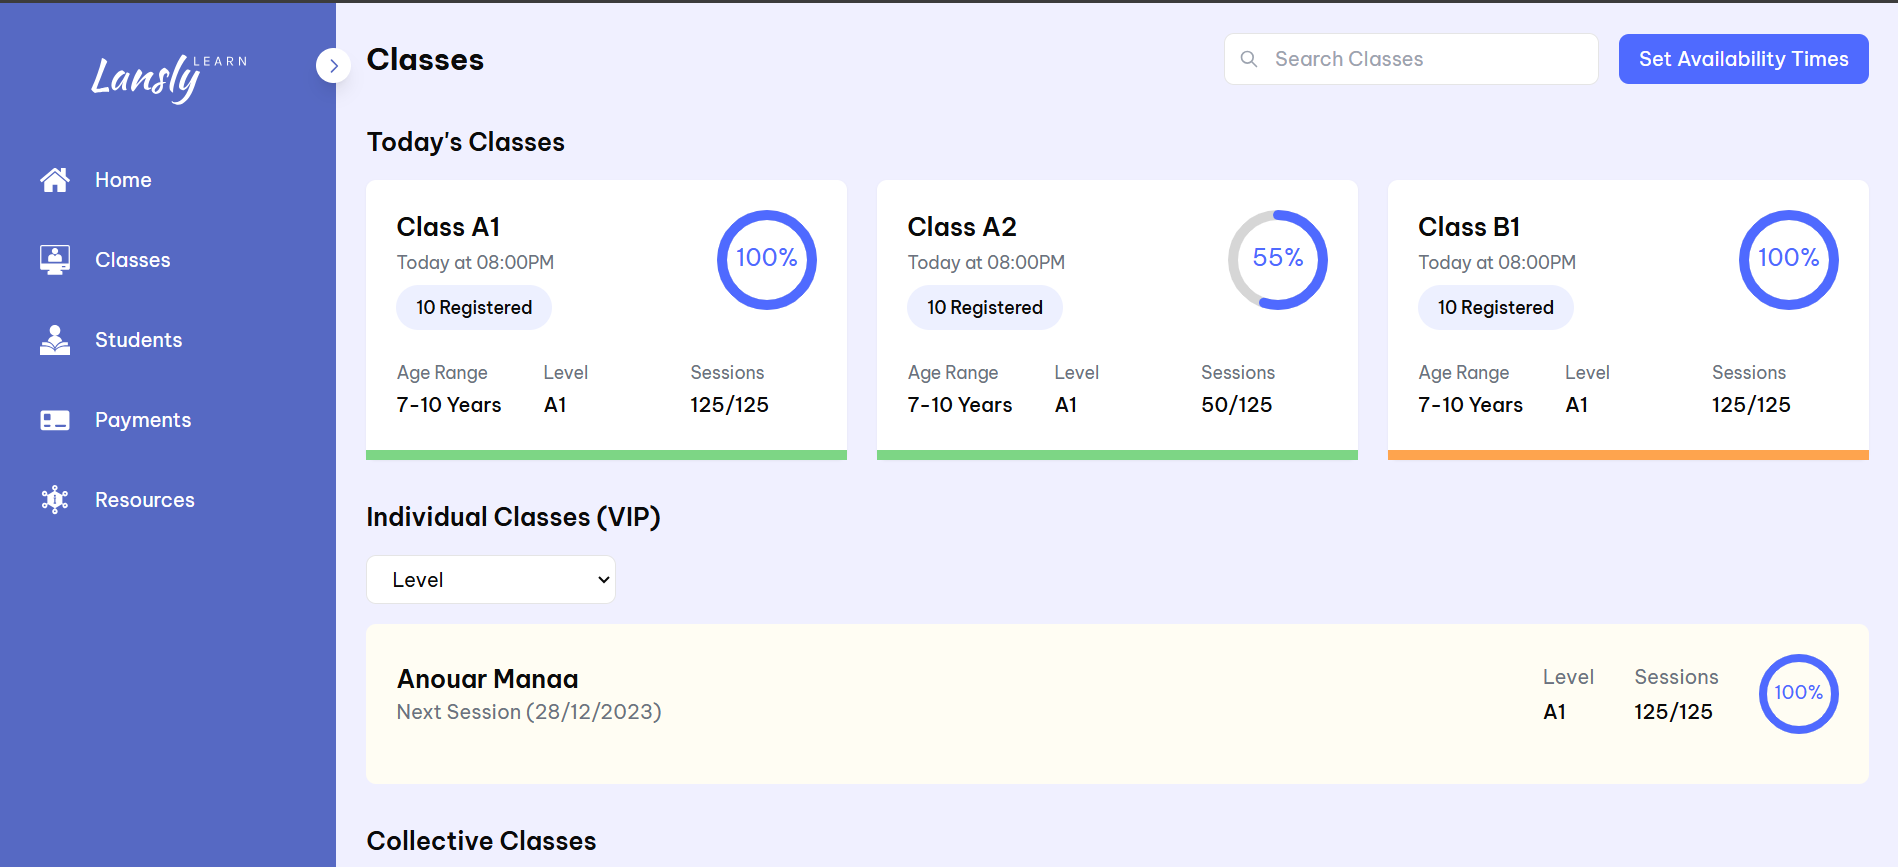 Lansly LEARN
Home
Classes
Students
Payments
Resources
Classes
Search Classes
Set Availability Times
Today's Classes
Class A1
Today at 08:00PM
10 Registered
100%
Age Range Level Sessions
7-10 Years A1 125/125
Class A2
Today at 08:00PM
10 Registered
55%
Age Range Level Sessions
7-10 Years A1 50/125
Class B1
Today at 08:00PM
10 Registered
100%
Age Range Level Sessions
7-10 Years A1 125/125
Individual Classes (VIP)
Level
Anouar Manaa
Next Session (28/12/2023)
Level Sessions
A1 125/125
100%
Collective Classes